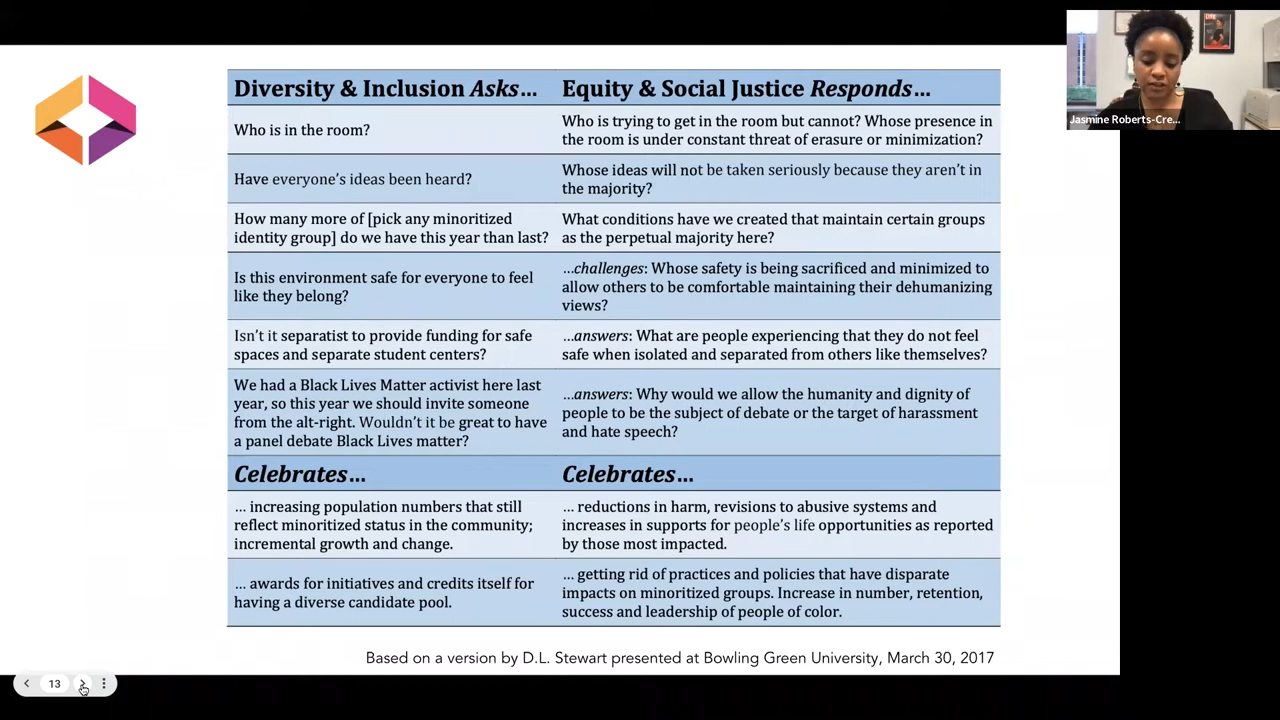 Diversity & Inclusion Asks…
Equity & Social Justice Responds…
Who is in the room?
Who is trying to get in the room but cannot? Whose presence in
the room is under constant threat of erasure or minimization?
Have everyone's ideas been heard?
Whose ideas will not be taken seriously because they aren't in
the majority?
How many more of [pick any minoritized
identity group] do we have this year than last?
What conditions have we created that maintain certain groups
as the perpetual majority here?
Is this environment safe for everyone to feel
like they belong?
…challenges: Whose safety is being sacrificed and minimized to
allow others to be comfortable maintaining their dehumanizing
views?
Isn't it separatist to provide funding for safe
spaces and separate student centers?
…answers: What are people experiencing that they do not feel
safe when isolated and separated from others like themselves?
We had a Black Lives Matter activist here last
year, so this year we should invite someone
from the alt-right. Wouldn't it be great to have
a panel debate Black Lives matter?
…answers: Why would we allow the humanity and dignity of
people to be the subject of debate or the target of harassment
and hate speech?
Celebrates…
Celebrates…
… increasing population numbers that still
reflect minoritized status in the community;
incremental growth and change.
… reductions in harm, revisions to abusive systems and
increases in supports for people's life opportunities as reported
by those most impacted.
… awards for initiatives and credits itself for
having a diverse candidate pool.
… getting rid of practices and policies that have disparate
impacts on minoritized groups. Increase in number, retention,
success and leadership of people of color.
Based on a version by D.L. Stewart presented at Bowling Green University, March 30, 2017
13
LIFE
Jasmine Roberts-Cre...